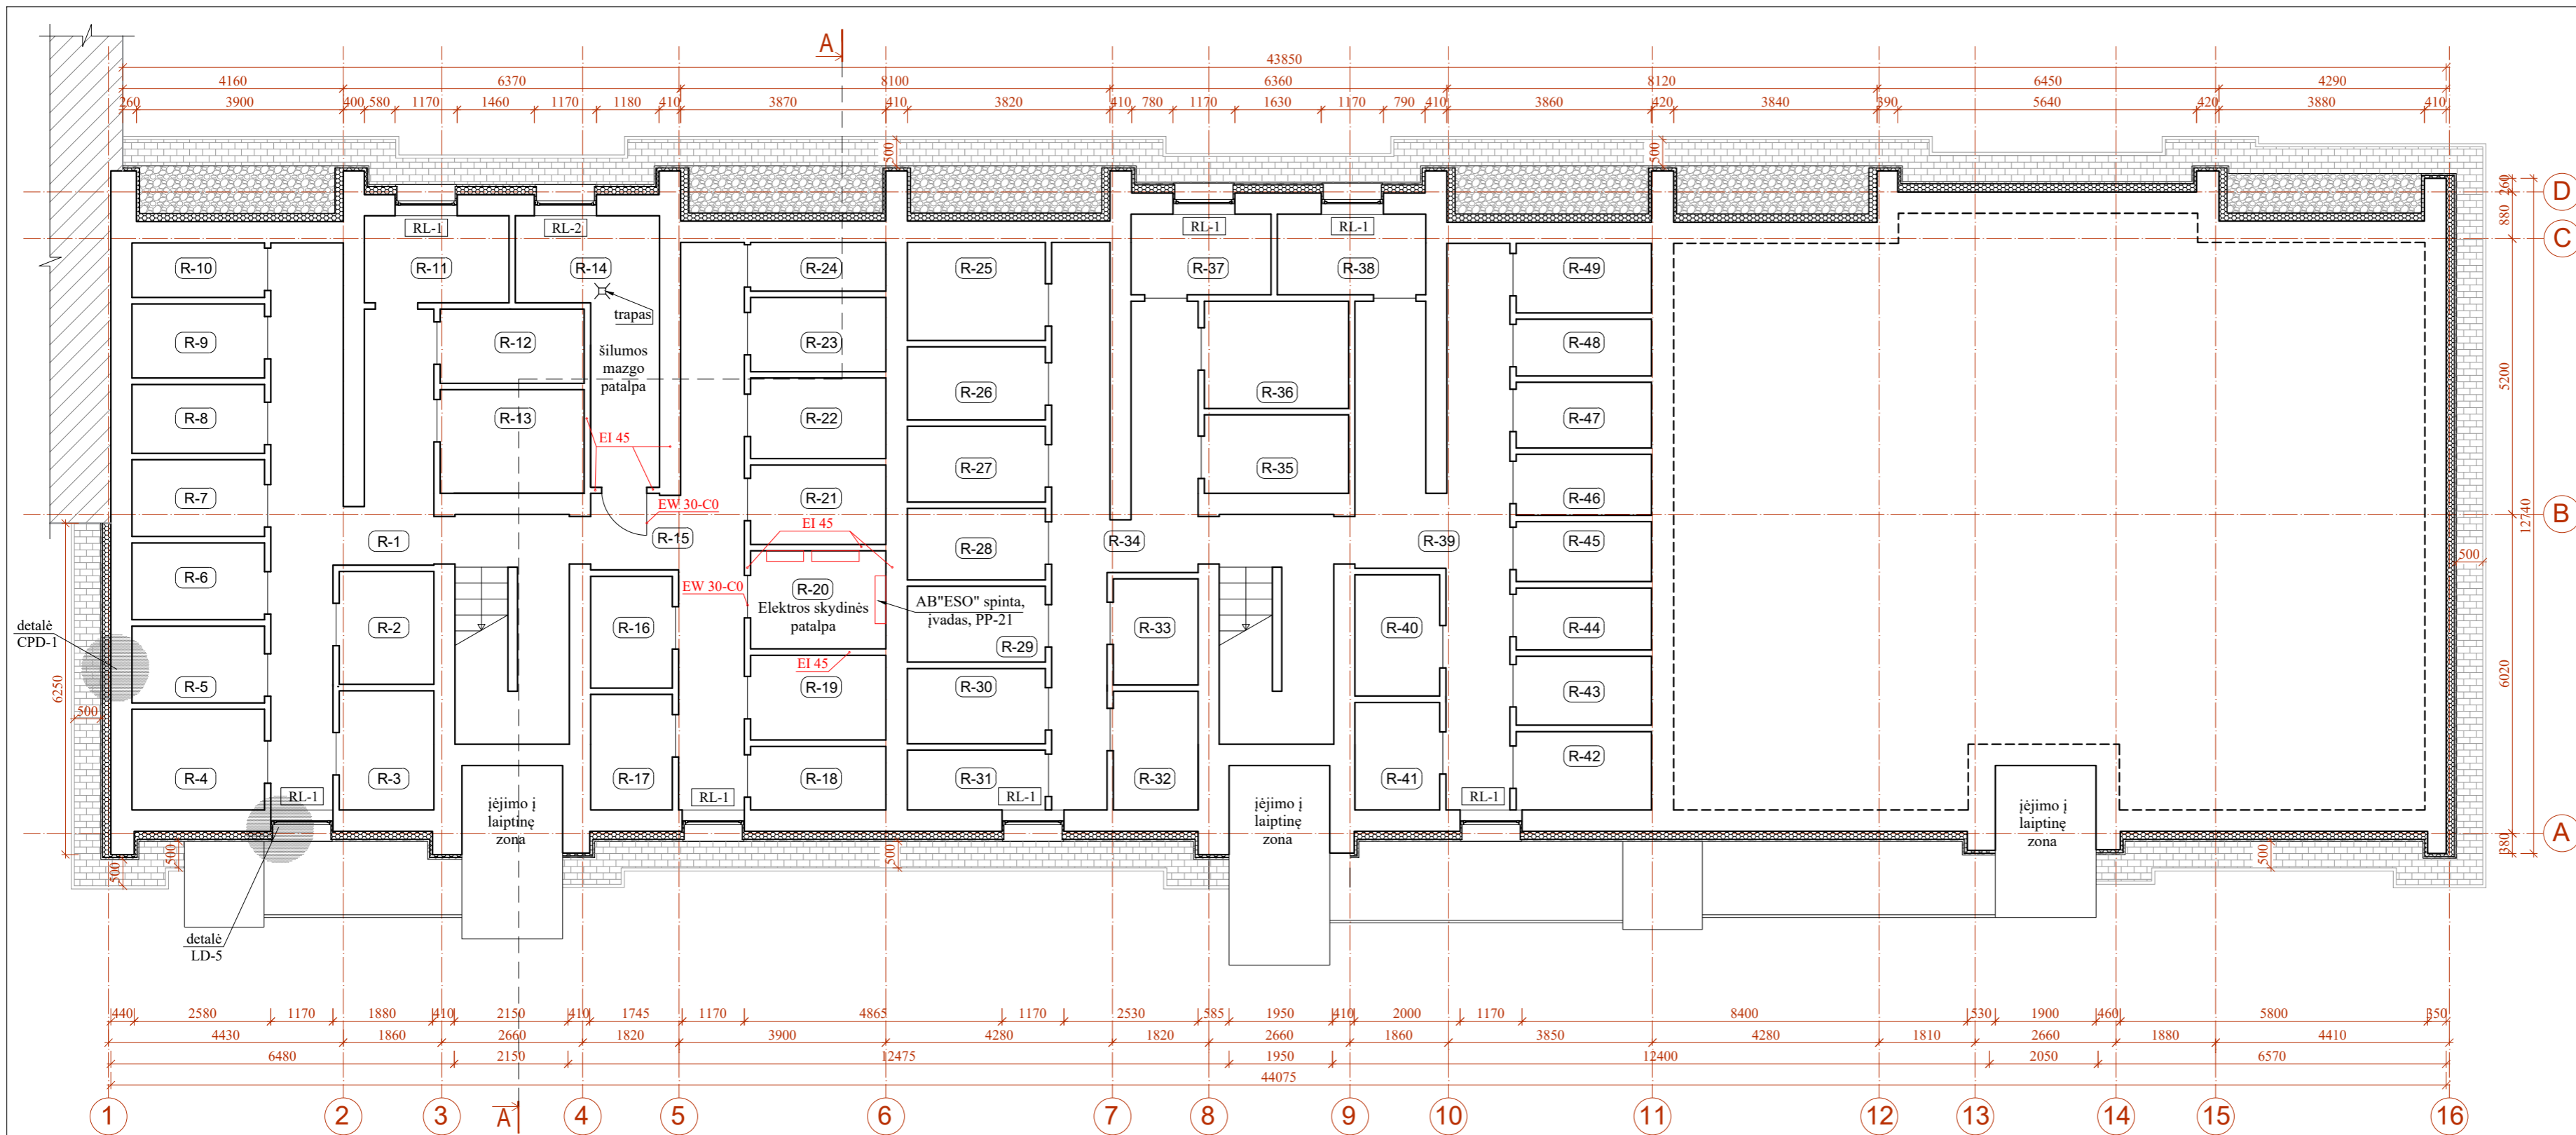 A
43850
4160 6370 8100 6360 8120 6450 4290
260 3900 400 580 1170 1460 1170 1180 410 3870 410 3820 410 780 1170 1630 1170 790 410 3860 420 3840 390 5640 420 3880 410
500 500
260 D
RL-1 RL-2 RL-1 RL-1 880
C
R-10 R-11 R-14 R-24 R-25 R-37 R-38 R-49
trapas
R-9 R-12 šilumos R-23 R-48
mazgo
patalpa
5200
R-26 R-36
R-8 R-13 R-22 R-47
EI 45
R-27 R-35
R-7 R-21 R-46
EW 30-C0
B
12740
EI 45
R-1 R-15 R-28 R-34 R-39 R-45
500
R-6
EW 30-C0 R-20
Elektros skydinės
patalpa
AB"ESO" spinta,
įvadas, PP-21
detalė
CPD-1
R-2 R-16 R-33 R-40 R-44
R-29
EI 45
6250
R-5 R-19 R-30 R-43
6020
500
R-4 R-3 R-17 R-18 R-31 R-32 R-41 R-42
RL-1 RL-1 RL-1 RL-1
įėjimo į
laiptinę
zona
įėjimo į
laiptinę
zona
įėjimo į
laiptinę
zona
A
380
500 500 500 500
detalė
LD-5
440 2580 1170 1880 410 2150 410 1745 1170 4865 1170 2530 585 1950 410 2000 1170 8400 530 1900 460 5800 350
4430 1860 2660 1820 3900 4280 1820 2660 1860 3850 4280 1810 2660 1880 4410
6480 2150 12475 1950 12400 2050 6570
44075
1 2 3 A 4 5 6 7 8 9 10 11 12 13 14 15 16